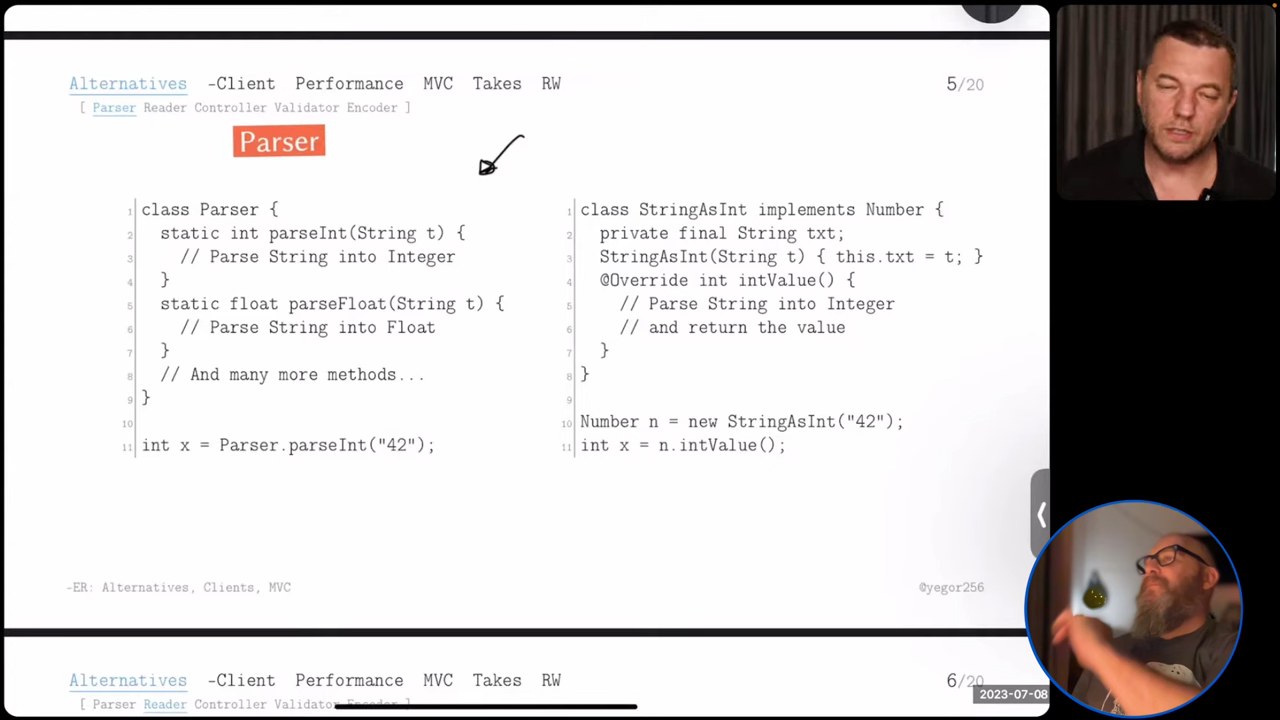 Alternatives -Client Performance MVC Takes RW 5/20
[ Parser Reader Controller Validator Encoder ]
Parser
1 class Parser {
2 static int parseInt(String t) {
3 // Parse String into Integer
4 }
5 static float parseFloat(String t) {
6 // Parse String into Float
7 }
8 // And many more methods...
9 }
10
11 int x = Parser.parseInt("42");
1 class StringAsInt implements Number {
2 private final String txt;
3 StringAsInt(String t) { this.txt = t; }
4 @Override int intValue() {
5 // Parse String into Integer
6 // and return the value
7 }
8 }
9
10 Number n = new StringAsInt("42");
11 int x = n.intValue();
-ER: Alternatives, Clients, MVC @yegor256
Alternatives -Client Performance MVC Takes RW 6/20
[ Parser Reader Controller Validator Encoder ]
2023-07-08